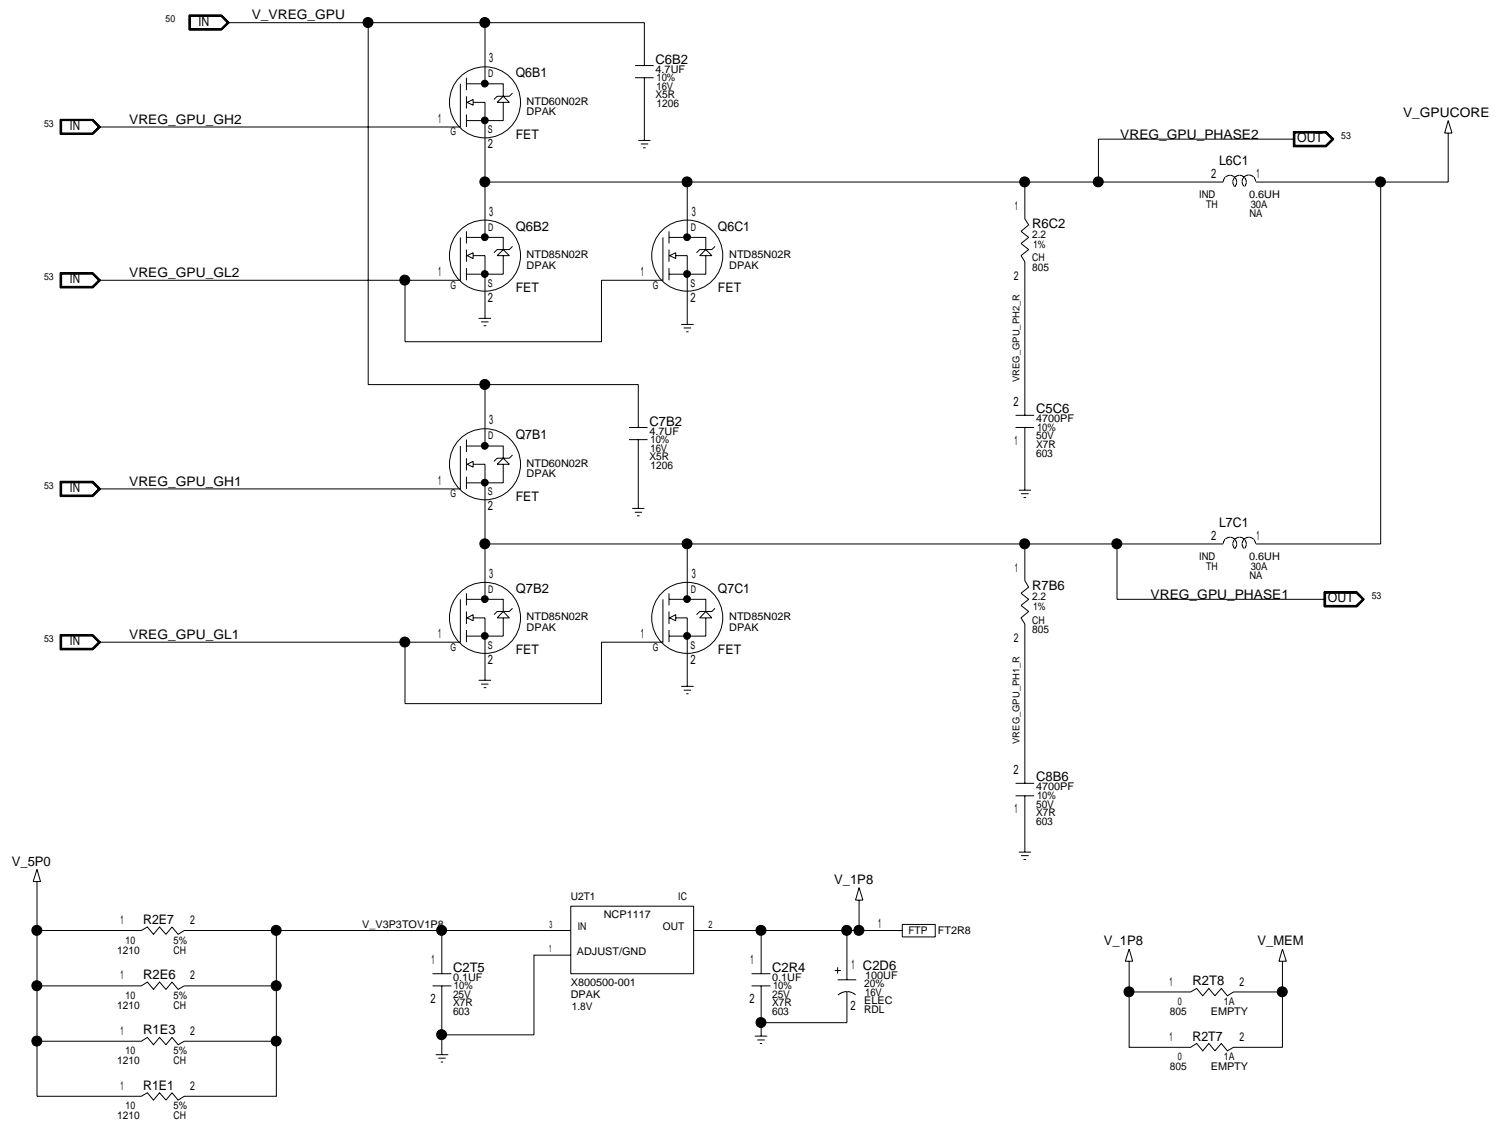 50 IN V_VREG_GPU
3
D
Q6B1
NTD60N02R
DPAK
S
FET
2
C6B2
4.7UF
10%
16V
X5R
1206
53 IN VREG_GPU_GH2 1 G
V_GPUCORE
VREG_GPU_PHASE2 OUT 53
L6C1
2 1
IND
TH
0.6UH
30A
NA
3
D
Q6B2
NTD85N02R
DPAK
S
FET
2
3
D
Q6C1
NTD85N02R
DPAK
S
FET
2
53 IN VREG_GPU_GL2 1 G
1 G
1
R6C2
2.2
1%
CH
805
2
VREG_GPU_PH2_R
2
C5C6
4700PF
10%
50V
X7R
603
1
3
D
Q7B1
NTD60N02R
DPAK
S
FET
2
C7B2
4.7UF
10%
16V
X5R
1206
53 IN VREG_GPU_GH1 1 G
L7C1
2 1
IND
TH
0.6UH
30A
NA
VREG_GPU_PHASE1 OUT 53
3
D
Q7B2
NTD85N02R
DPAK
S
FET
2
3
D
Q7C1
NTD85N02R
DPAK
S
FET
2
53 IN VREG_GPU_GL1 1 G
1 G
1
R7B6
2.2
1%
CH
805
2
VREG_GPU_PH1_R
2
C8B6
4700PF
10%
50V
X7R
603
1
V_5P0
1 R2E7 2
10 5%
1210 CH
1 R2E6 2
10 5%
1210 CH
1 R1E3 2
10 5%
1210 CH
1 R1E1 2
10 5%
1210 CH
V_V3P3TOV1P8
1
C2T5
0.1UF
10%
25V
X7R
603
2
U2T1 IC
NCP1117
3 IN OUT 2
1 ADJUST/GND
X800500-001
DPAK
1.8V
V_1P8
1 FTP FT2R8
1
C2R4
0.1UF
10%
25V
X7R
603
2
+ 1
C2D6
100UF
20%
16V
ELEC
RDL
2
V_1P8 V_MEM
1 R2T8 2
0 1A
805 EMPTY
1 R2T7 2
0 1A
805 EMPTY